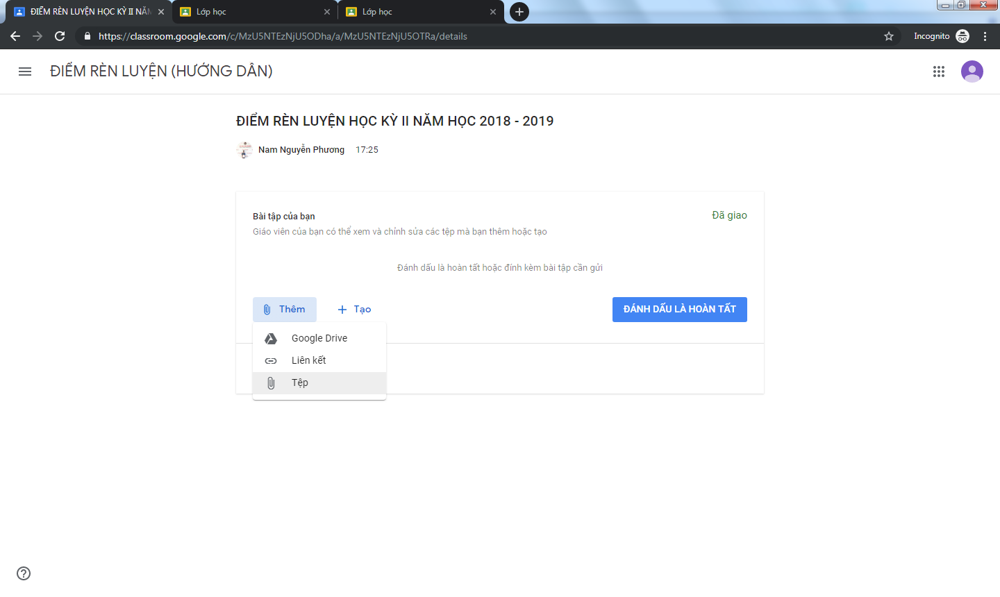 ĐIỂM RÈN LUYỆN HỌC KỲ II NĂM
Lớp học
Lớp học
https://classroom.google.com/c/MzU5NTEzNjU5ODha/a/MzU5NTEzNjU5OTRa/details
Incognito
ĐIỂM RÈN LUYỆN (HƯỚNG DẪN)
ĐIỂM RÈN LUYỆN HỌC KỲ II NĂM HỌC 2018 - 2019
Nam Nguyễn Phương 17:25
Bài tập của bạn
Đã giao
Giáo viên của bạn có thể xem và chỉnh sửa các tệp mà bạn thêm hoặc tạo
Đánh dấu là hoàn tất hoặc đính kèm bài tập cần gửi
Thêm
Tạo
ĐÁNH DẤU LÀ HOÀN TẤT
Google Drive
Liên kết
Tệp